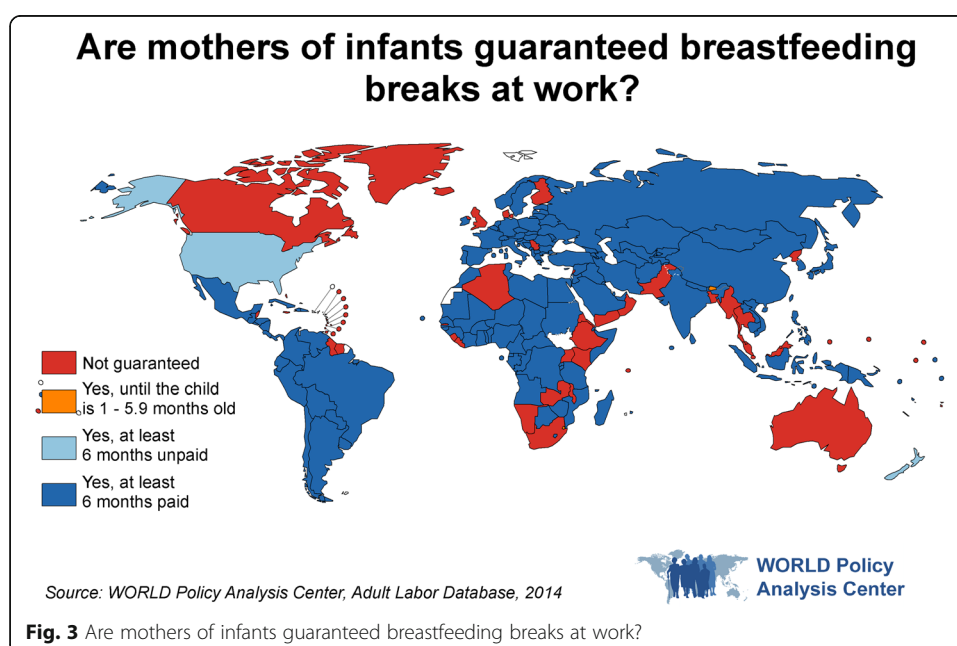 Are mothers of infants guaranteed breastfeeding
breaks at work?
Not guaranteed
Yes, until the child
is 1 - 5.9 months old
Yes, at least
6 months unpaid
Yes, at least
6 months paid
Source: WORLD Policy Analysis Center, Adult Labor Database, 2014
WORLD Policy
Analysis Center
Fig. 3 Are mothers of infants guaranteed breastfeeding breaks at work?